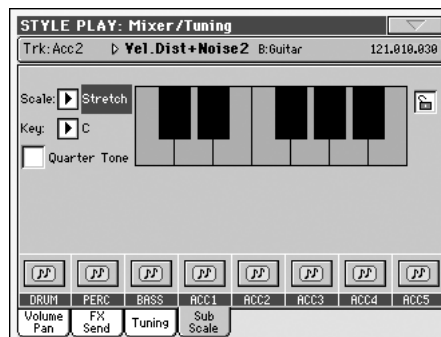 STYLE PLAY: Mixer/Tuning
Trk:Acc2 Vel.Dist+Noise2 B:Guitar 121.010.030
Scale: Stretch
Key: C
Quarter Tone
DRUM PERC BASS ACC1 ACC2 ACC3 ACC4 ACC5
Volume Pan FX Send Tuning Sub Scale